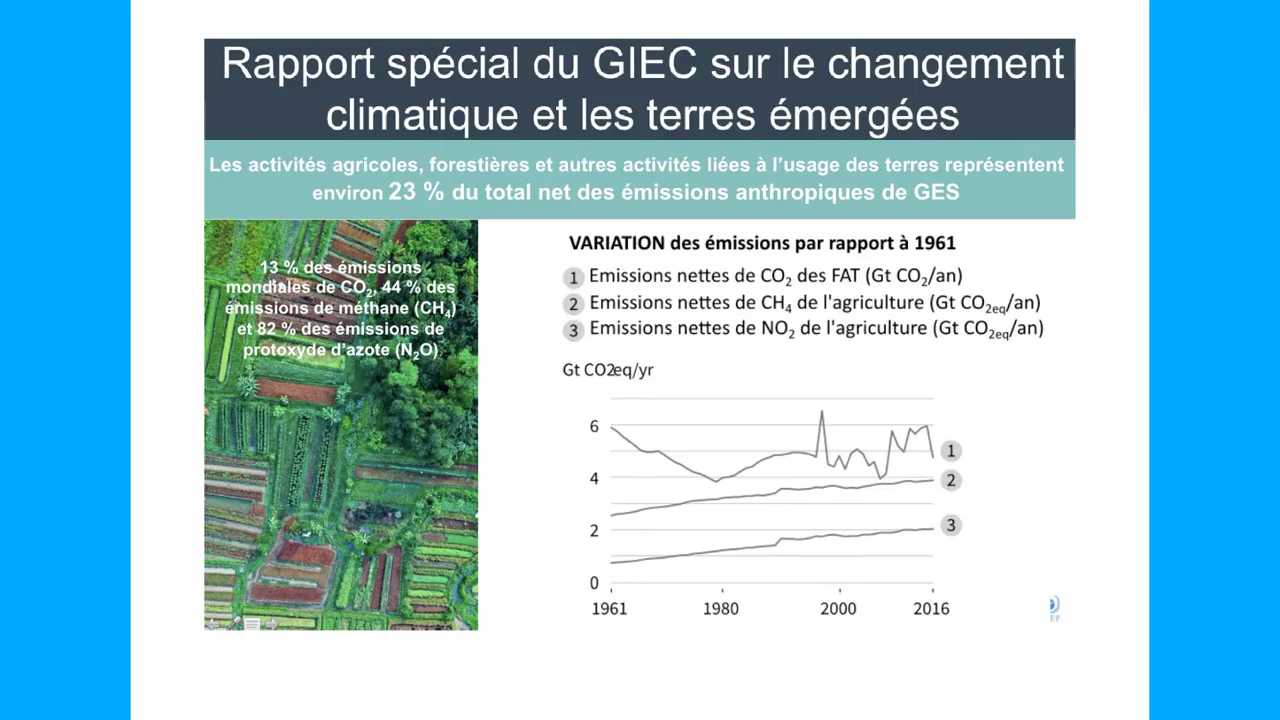 Rapport spécial du GIEC sur le changement
climatique et les terres émergées
Les activités agricoles, forestières et autres activités liées à l'usage des terres représentent
environ 23 % du total net des émissions anthropiques de GES
13 % des émissions
mondiales de CO₂, 44 % des
émissions de méthane (CH₄)
et 82 % des émissions de
protoxyde d'azote (N₂O)
VARIATION des émissions par rapport à 1961
1 Emissions nettes de CO₂ des FAT (Gt CO₂/an)
2 Emissions nettes de CH₄ de l'agriculture (Gt CO₂eq/an)
3 Emissions nettes de NO₂ de l'agriculture (Gt CO₂eq/an)
Gt CO2eq/yr
6
4
2
0
1
2
3
1961 1980 2000 2016